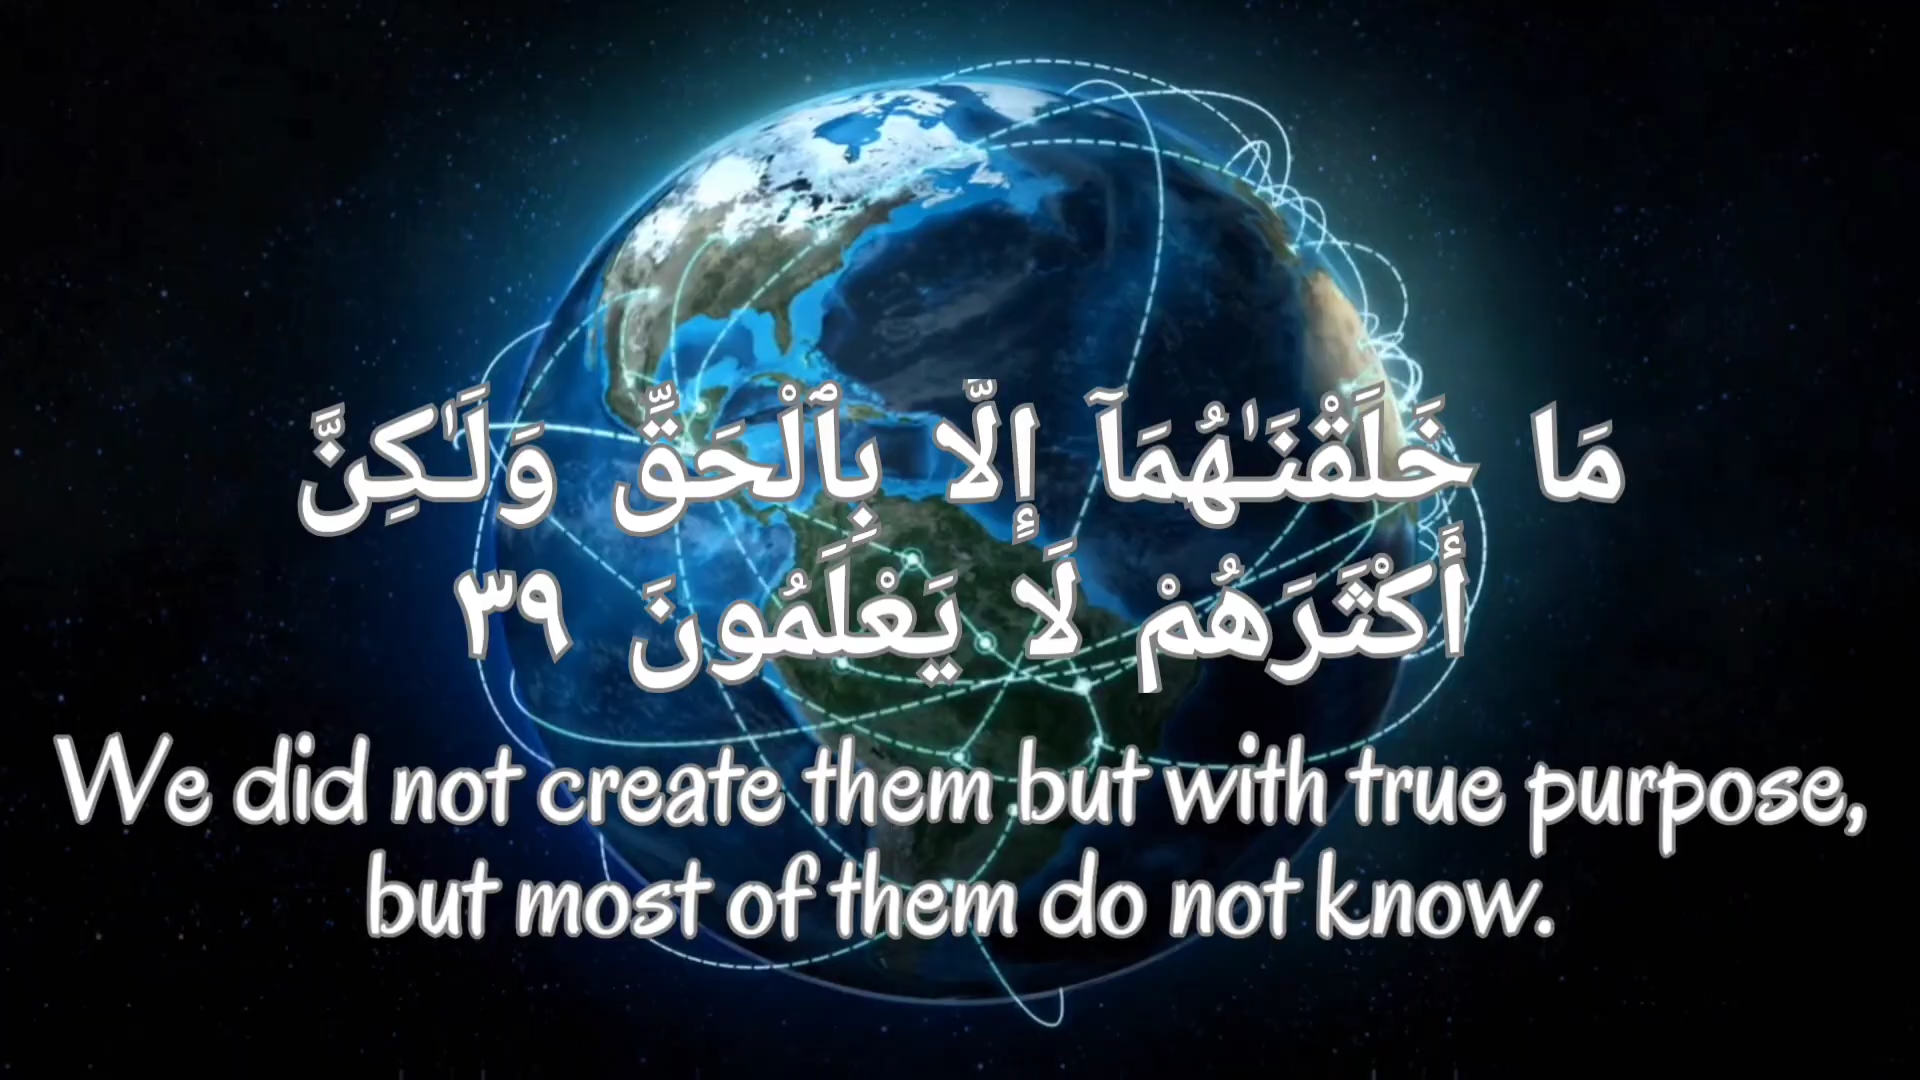 مَا خَلَقْنَـٰهُمَآ إِلَّا بِٱلْحَقِّ وَلَـٰكِنَّ
أَكْثَرَهُمْ لَا يَعْلَمُونَ ٣٩
We did not create them but with true purpose,
but most of them do not know.